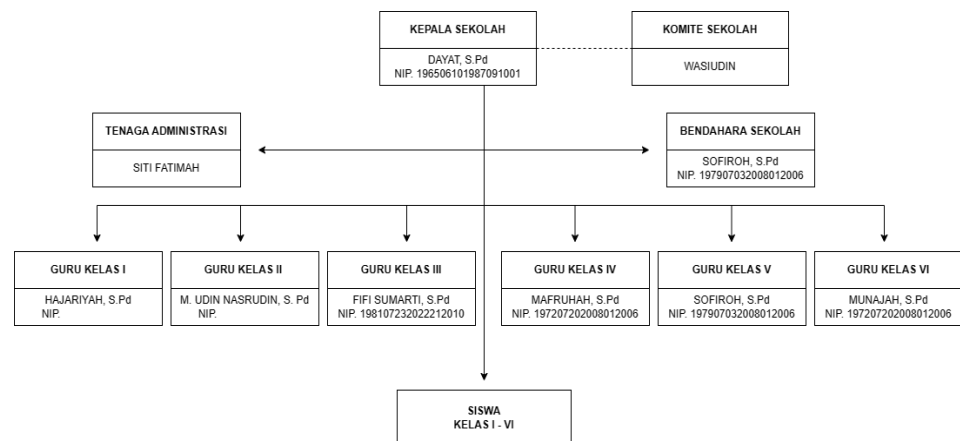 KEPALA SEKOLAH
DAYAT, S.Pd
NIP. 196506101987091001
KOMITE SEKOLAH
WASIUDIN
TENAGA ADMINISTRASI
SITI FATIMAH
BENDAHARA SEKOLAH
SOFIROH, S.Pd
NIP. 197907032008012006
GURU KELAS I
HAJARIYAH, S.Pd
NIP.
GURU KELAS II
M. UDIN NASRUDIN, S. Pd
NIP.
GURU KELAS III
FIFI SUMARTI, S.Pd
NIP. 198107232022212010
GURU KELAS IV
MAFRUHAH, S.Pd
NIP. 197207202008012006
GURU KELAS V
SOFIROH, S.Pd
NIP. 197907032008012006
GURU KELAS VI
MUNAJAH, S.Pd
NIP. 197207202008012006
SISWA
KELAS I - VI